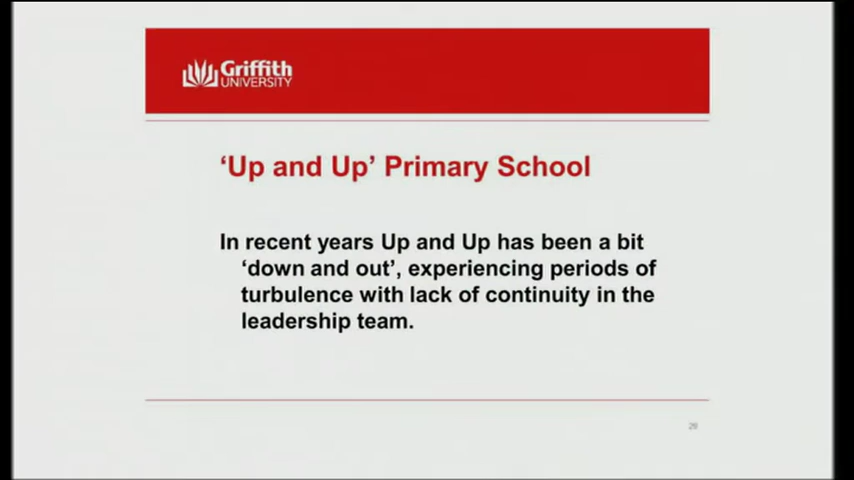 Griffith
UNIVERSITY
‘Up and Up’ Primary School
In recent years Up and Up has been a bit
‘down and out’, experiencing periods of
turbulence with lack of continuity in the
leadership team.